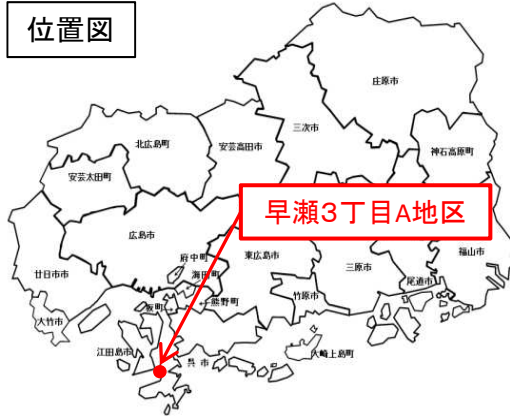 位置図
庄原市
三次市
北広島町
安芸高田市
神石高原町
安芸太田町
早瀬３丁目A地区
広島市
府中町
海田町
東広島市
三原市
福山市
廿日市市
尾道市
坂町
熊野町
竹原市
大竹市
江田島市
呉市
大崎上島町